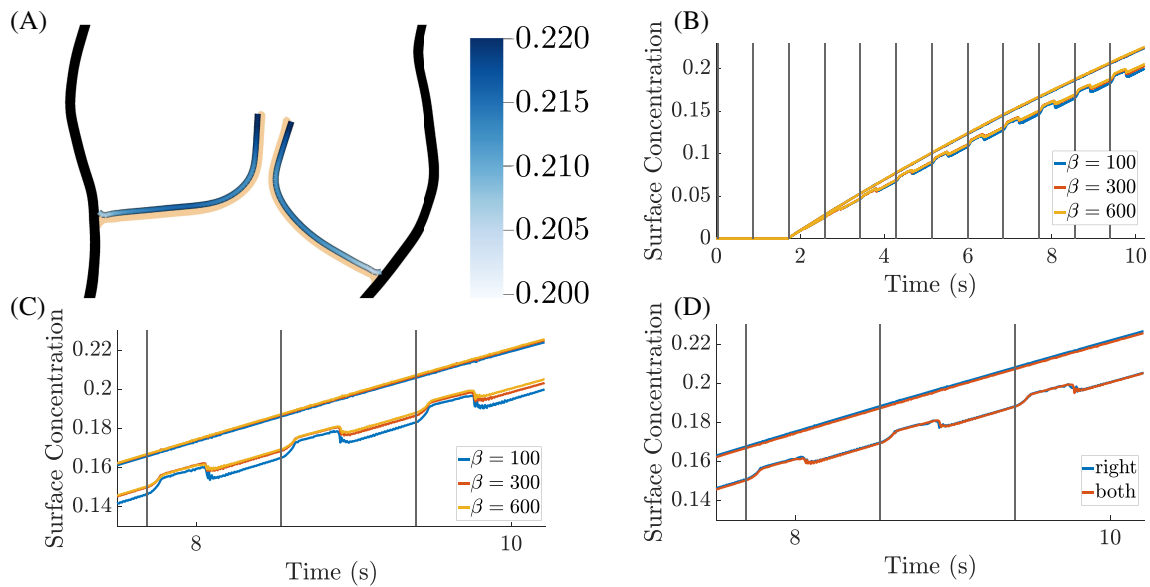 (A)
0.220
0.215
0.210
0.205
0.200
(B)
Surface Concentration
0.2
0.15
0.1
0.05
0
0 2 4 6 8 10
Time (s)
β = 100
β = 300
β = 600
(C)
Surface Concentration
0.22
0.2
0.18
0.16
0.14
8 10
Time (s)
β = 100
β = 300
β = 600
(D)
Surface Concentration
0.22
0.2
0.18
0.16
0.14
8 10
Time (s)
right
both